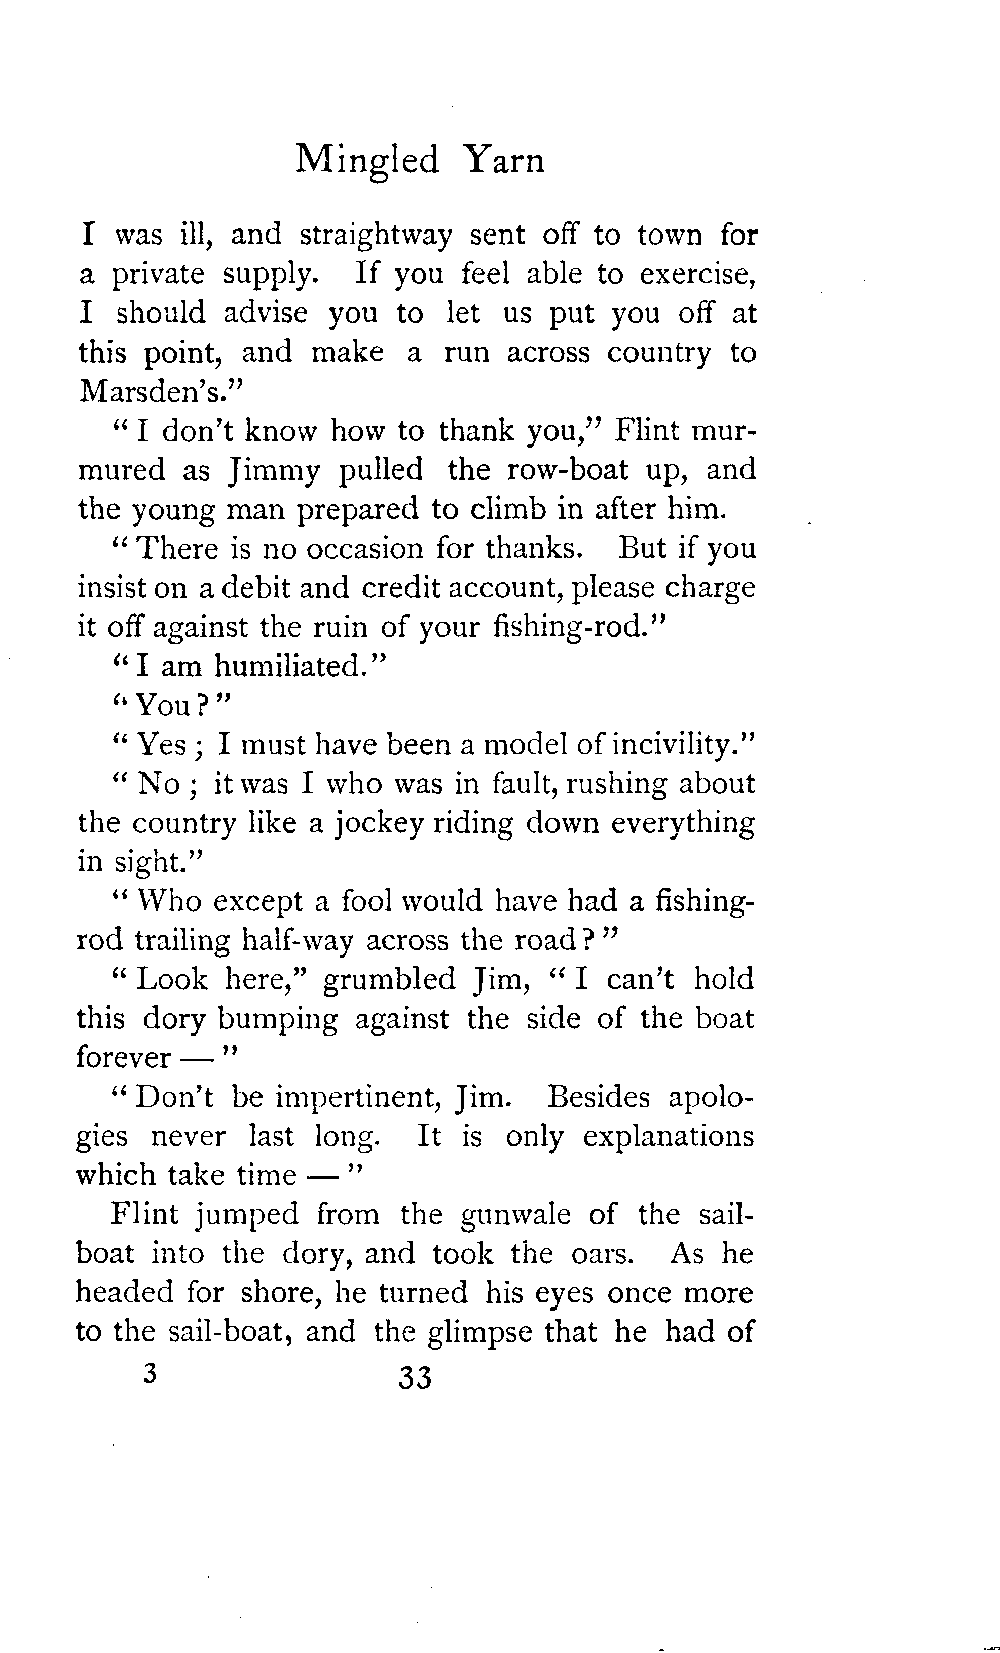 Mingled Yarn
I was ill, and straightway sent off to town for
a private supply. If you feel able to exercise,
I should advise you to let us put you off at
this point, and make a run across country to
Marsden's."
"I don't know how to thank you," Flint mur-
mured as Jimmy pulled the row-boat up, and
the young man prepared to climb in after him.
"There is no occasion for thanks. But if you
insist on a debit and credit account, please charge
it off against the ruin of your fishing-rod."
"I am humiliated."
"You?"
"Yes; I must have been a model of incivility."
"No; it was I who was in fault, rushing about
the country like a jockey riding down everything
in sight."
"Who except a fool would have had a fishing-
rod trailing half-way across the road?"
"Look here," grumbled Jim, "I can't hold
this dory bumping against the side of the boat
forever — "
"Don't be impertinent, Jim. Besides apolo-
gies never last long. It is only explanations
which take time — "
Flint jumped from the gunwale of the sail-
boat into the dory, and took the oars. As he
headed for shore, he turned his eyes once more
to the sail-boat, and the glimpse that he had of
3 33